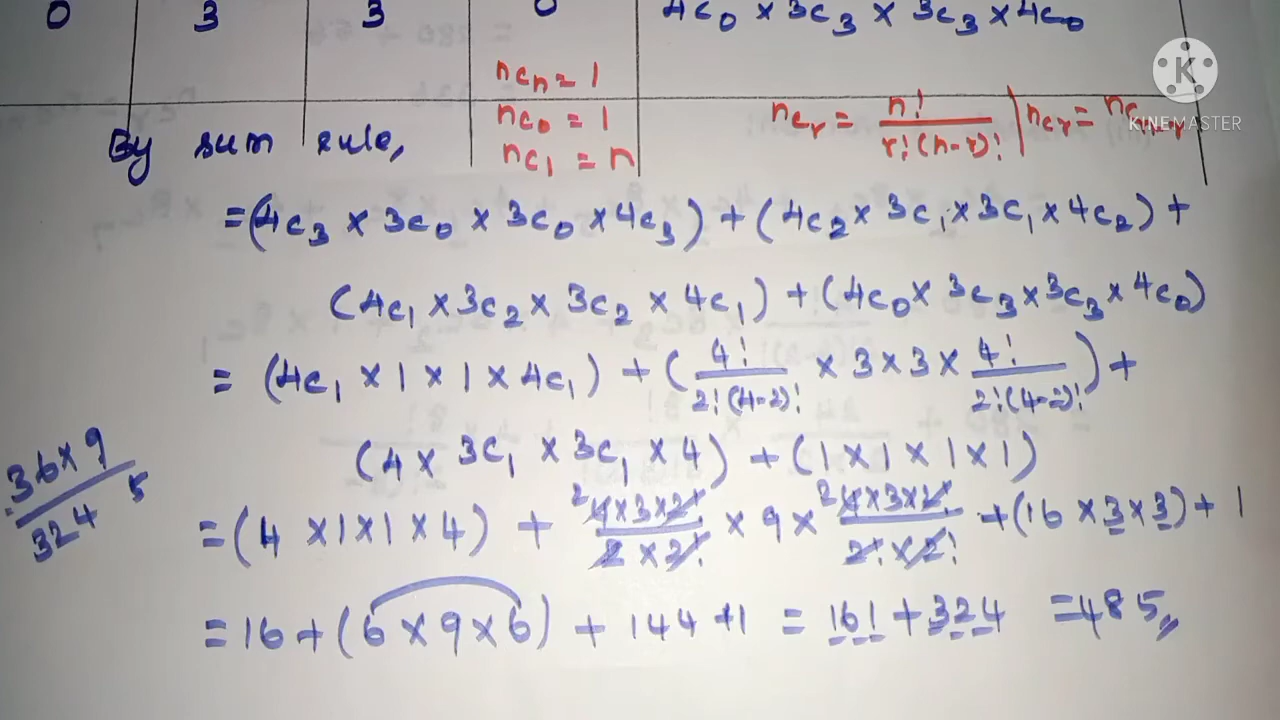 0 3 3 0 4c₀ × 3c₃ × 3c₃ × 4c₀
ncₙ = 1
nc₀ = 1
nc₁ = n
ncᵣ = n! / r!(n-r)! | ncᵣ = ncₙ₋ᵣ
K
KINEMASTER
By sum rule,
= (4c₃ × 3c₀ × 3c₀ × 4c₃) + (4c₂ × 3c₁ × 3c₁ × 4c₂) +
(4c₁ × 3c₂ × 3c₂ × 4c₁) + (4c₀ × 3c₃ × 3c₃ × 4c₀)
= (4c₁ × 1 × 1 × 4c₁) + (4! / 2!(4-2)! × 3 × 3 × 4! / 2!(4-2)!) +
(4 × 3c₁ × 3c₁ × 4) + (1 × 1 × 1 × 1)
36 × 9
324
5
= (4 × 1 × 1 × 4) + ²4×3×2! / 2×2! × 9 × ²4×3×2! / 2!×2! + (16 × 3 × 3) + 1
= 16 + (6 × 9 × 6) + 144 + 1 = 161 + 324 = 485,,